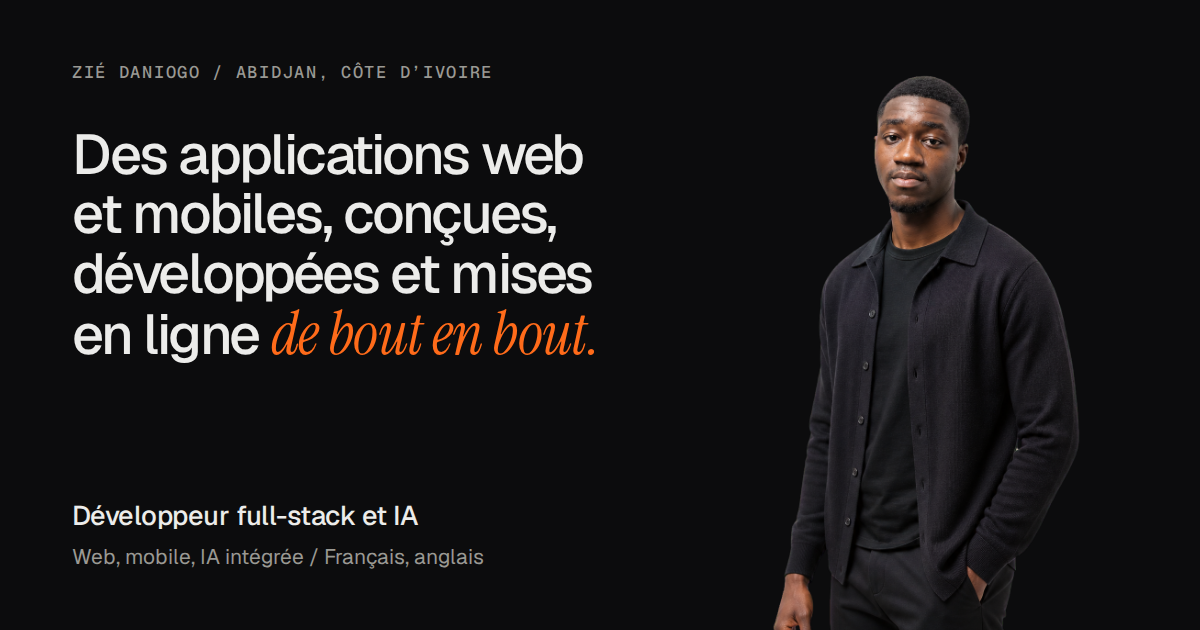 ZIÉ DANIOGO / ABIDJAN, CÔTE D’IVOIRE
Des applications web
et mobiles, conçues,
développées et mises
en ligne de bout en bout.
Développeur full-stack et IA
Web, mobile, IA intégrée / Français, anglais